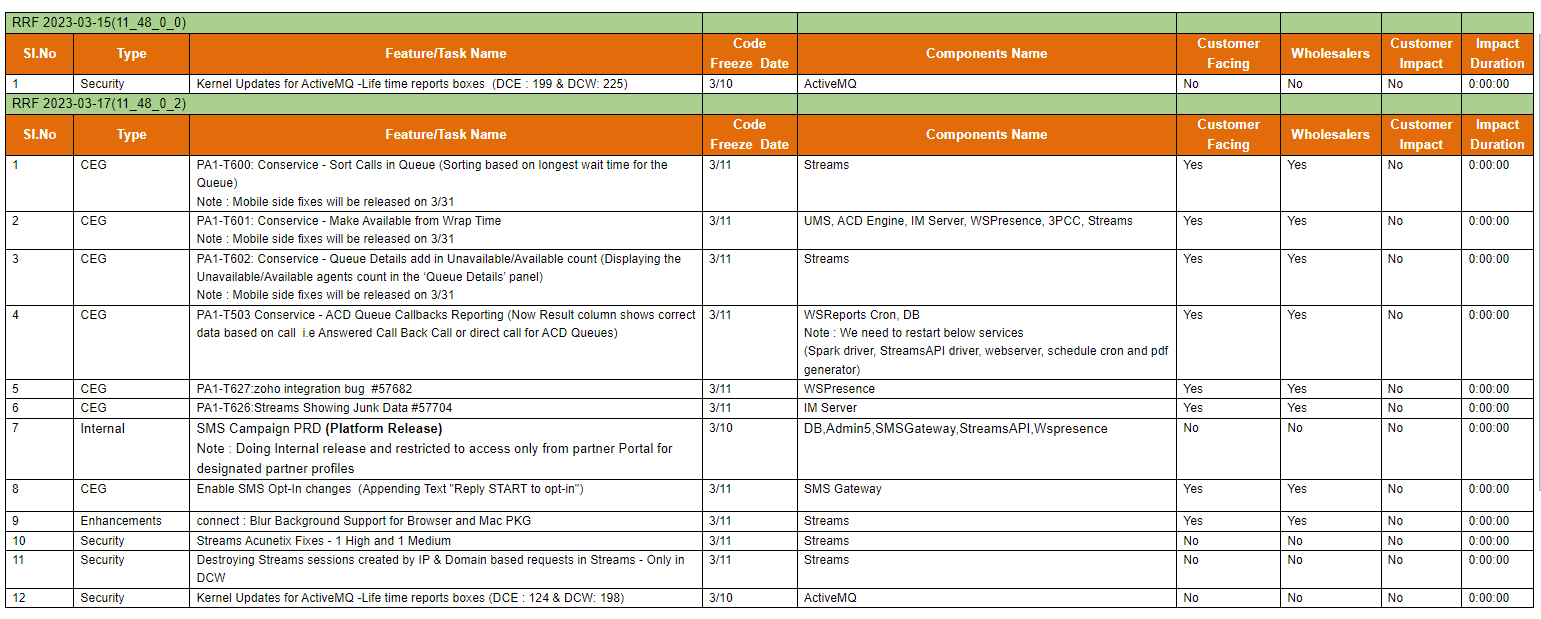 RRF 2023-03-15(11_48_0_0)
Sl.No Type Feature/Task Name Code Freeze Date Components Name Customer Facing Wholesalers Customer Impact Impact Duration
1 Security Kernel Updates for ActiveMQ -Life time reports boxes (DCE : 199 & DCW: 225) 3/10 ActiveMQ No No No 0:00:00
RRF 2023-03-17(11_48_0_2)
Sl.No Type Feature/Task Name Code Freeze Date Components Name Customer Facing Wholesalers Customer Impact Impact Duration
1 CEG PA1-T600: Conservice - Sort Calls in Queue (Sorting based on longest wait time for the 3/11 Streams Yes Yes No 0:00:00
Queue)
Note : Mobile side fixes will be released on 3/31
2 CEG PA1-T601: Conservice - Make Available from Wrap Time 3/11 UMS, ACD Engine, IM Server, WSPresence, 3PCC, Streams Yes Yes No 0:00:00
Note : Mobile side fixes will be released on 3/31
3 CEG PA1-T602: Conservice - Queue Details add in Unavailable/Available count (Displaying the 3/11 Streams Yes Yes No 0:00:00
Unavailable/Available agents count in the ‘Queue Details’ panel)
Note : Mobile side fixes will be released on 3/31
4 CEG PA1-T503 Conservice - ACD Queue Callbacks Reporting (Now Result column shows correct 3/11 WSReports Cron, DB Yes Yes No 0:00:00
data based on call i.e Answered Call Back Call or direct call for ACD Queues) Note : We need to restart below services
(Spark driver, StreamsAPI driver, webserver, schedule cron and pdf
generator)
5 CEG PA1-T627:zoho integration bug #57682 3/11 WSPresence Yes Yes No 0:00:00
6 CEG PA1-T626:Streams Showing Junk Data #57704 3/11 IM Server Yes Yes No 0:00:00
7 Internal SMS Campaign PRD (Platform Release) 3/10 DB,Admin5,SMSGateway,StreamsAPI,Wspresence No No No 0:00:00
Note : Doing Internal release and restricted to access only from partner Portal for
designated partner profiles
8 CEG Enable SMS Opt-In changes (Appending Text "Reply START to opt-in") 3/11 SMS Gateway Yes Yes No 0:00:00
9 Enhancements connect : Blur Background Support for Browser and Mac PKG 3/11 Streams Yes Yes No 0:00:00
10 Security Streams Acunetix Fixes - 1 High and 1 Medium 3/11 Streams No No No 0:00:00
11 Security Destroying Streams sessions created by IP & Domain based requests in Streams - Only in 3/11 Streams No No No 0:00:00
DCW
12 Security Kernel Updates for ActiveMQ -Life time reports boxes (DCE : 124 & DCW: 198) 3/10 ActiveMQ No No No 0:00:00